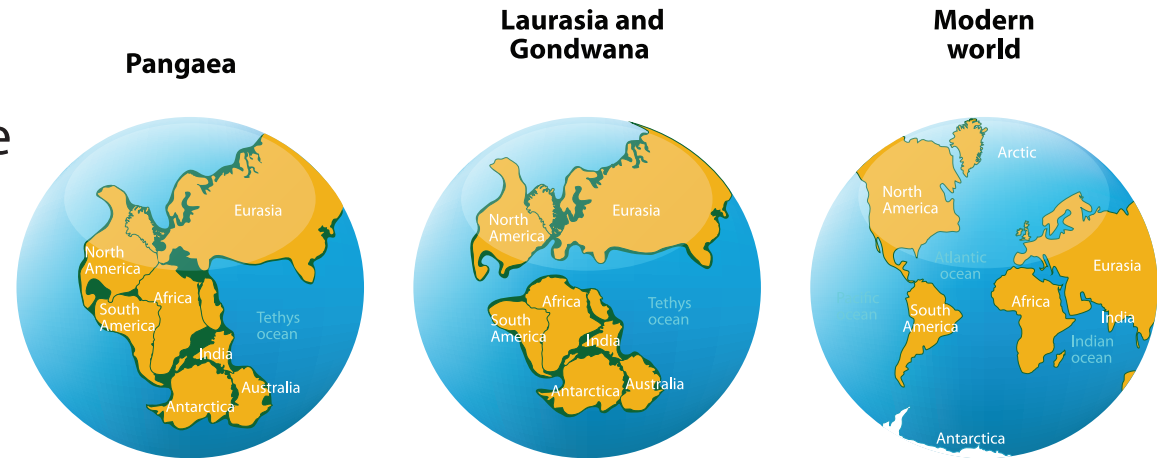 Laurasia and
Gondwana
Modern
world
Pangaea
e
Eurasia
North
America
Africa
South
America
Tethys
ocean
India
Australia
Antarctica
North
America
Eurasia
Africa
South
America
Tethys
ocean
India
Australia
Antarctica
Arctic
North
America
Atlantic
ocean
Eurasia
ocean
South
America
Africa
India
Indian
ocean
Antarctica